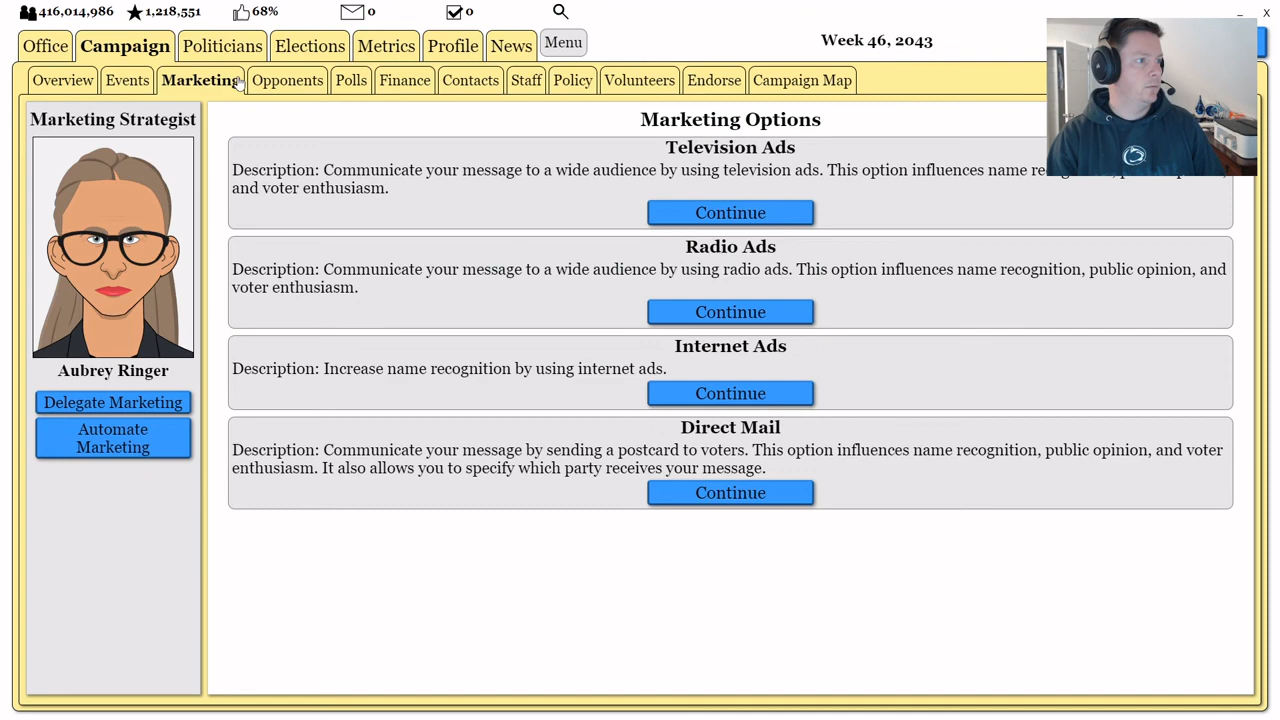 416,014,986 1,218,551 68% 0 0
_ X
Office Campaign Politicians Elections Metrics Profile News Menu Week 46, 2043
Overview Events Marketing Opponents Polls Finance Contacts Staff Policy Volunteers Endorse Campaign Map
Marketing Strategist
Aubrey Ringer
Delegate Marketing
Automate
Marketing
Marketing Options
Television Ads
Description: Communicate your message to a wide audience by using television ads. This option influences name
and voter enthusiasm.
Continue
Radio Ads
Description: Communicate your message to a wide audience by using radio ads. This option influences name recognition, public opinion, and
voter enthusiasm.
Continue
Internet Ads
Description: Increase name recognition by using internet ads.
Continue
Direct Mail
Description: Communicate your message by sending a postcard to voters. This option influences name recognition, public opinion, and voter
enthusiasm. It also allows you to specify which party receives your message.
Continue